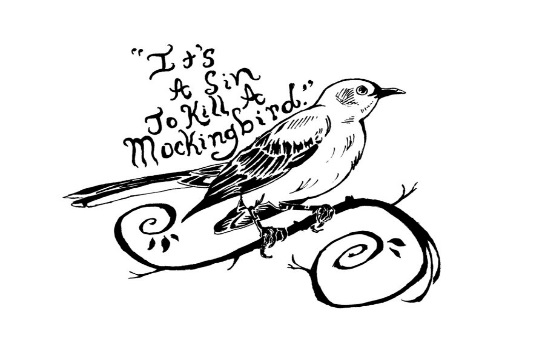 "It's
A Sin
To Kill A
Mockingbird."